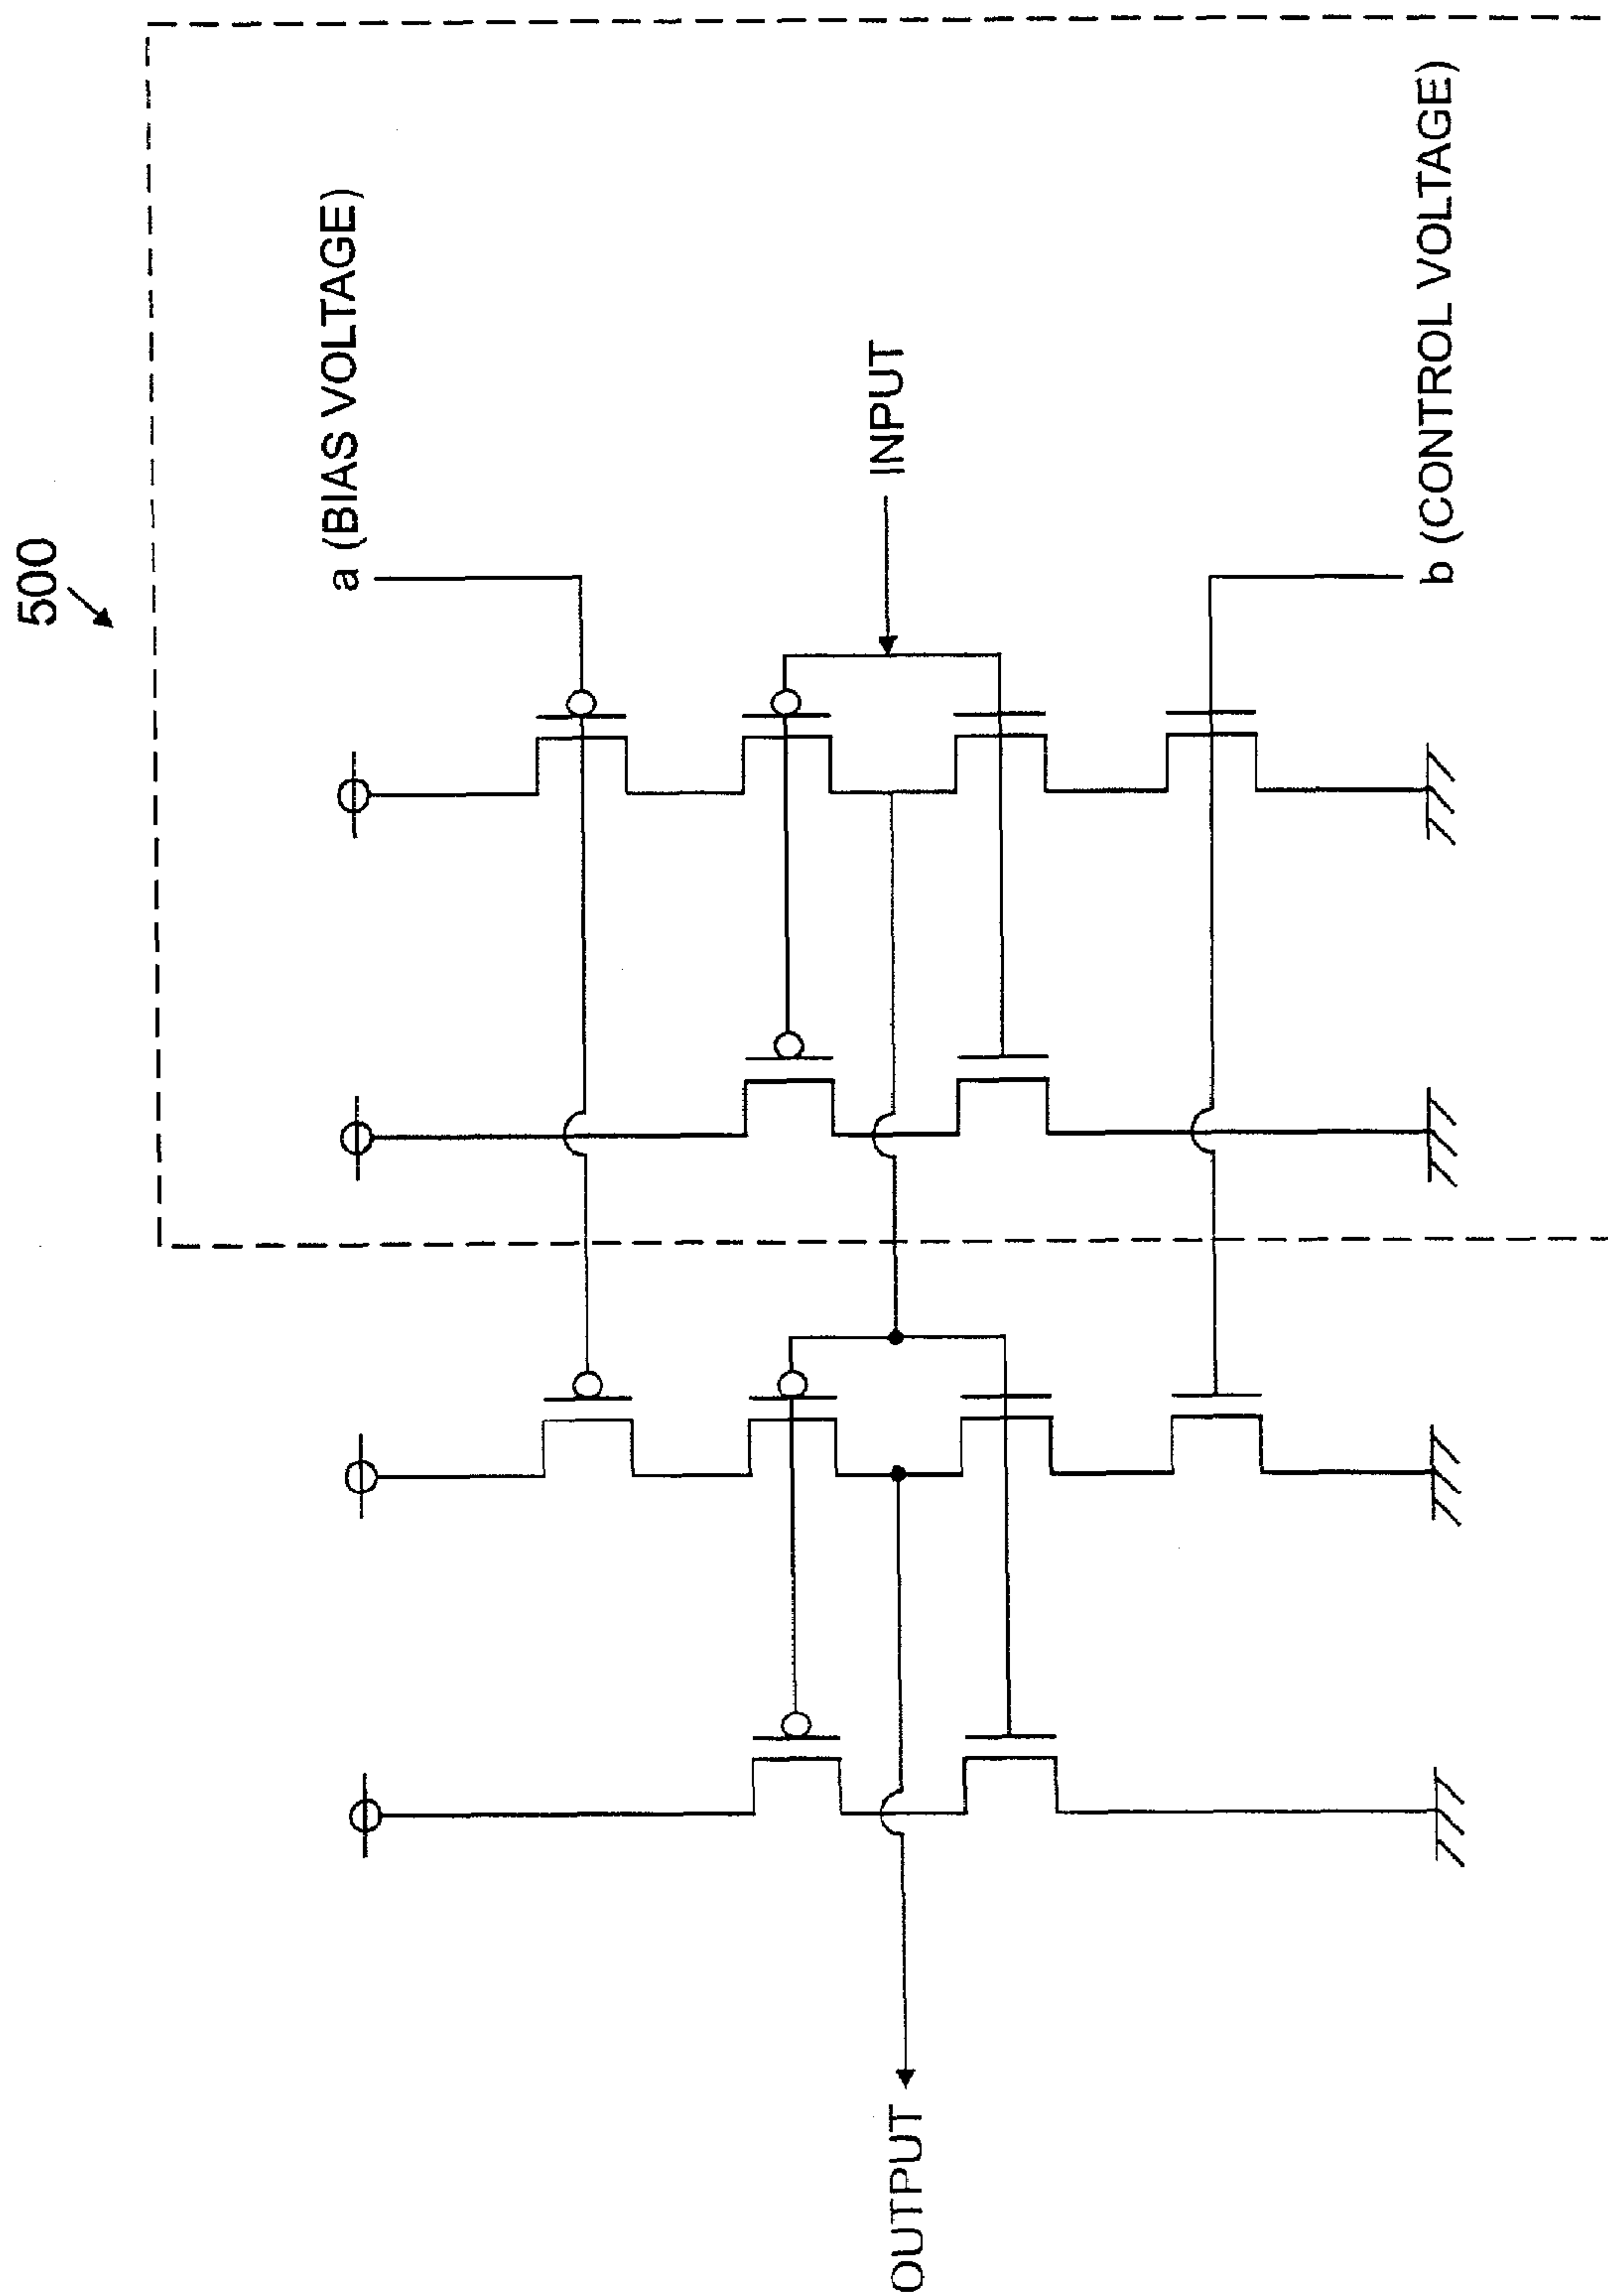 500
a (BIAS VOLTAGE)
INPUT
b (CONTROL VOLTAGE)
OUTPUT